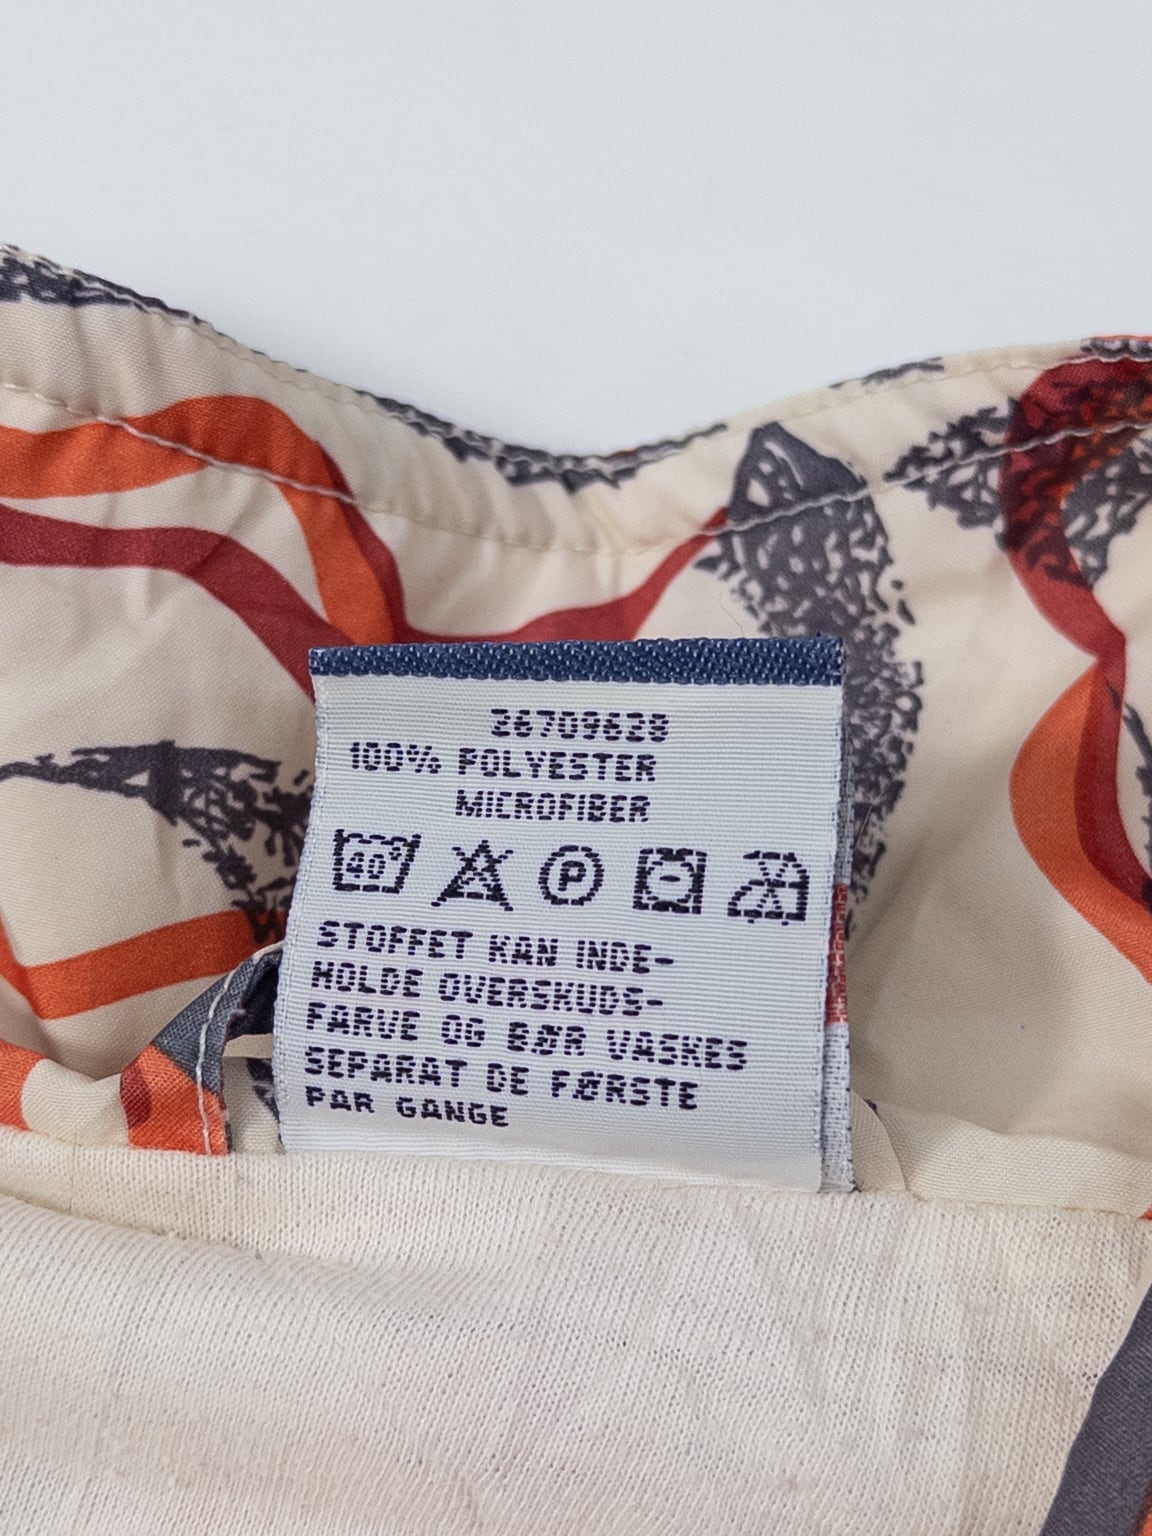 26709628
100% POLYESTER
MICROFIBER
40° P
STOFFET KAN INDE-
HOLDE OVERSKUDS-
FARVE OG BØR VASKES
SEPARAT DE FØRSTE
PAR GANGE